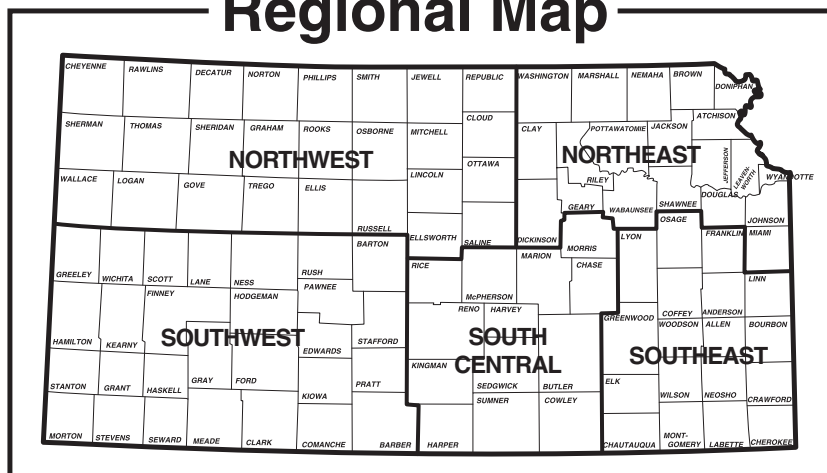 Regional Map
CHEYENNE RAWLINS DECATUR NORTON PHILLIPS SMITH JEWELL REPUBLIC WASHINGTON MARSHALL NEMAHA BROWN
DONIPHAN
CLOUD ATCHISON
SHERMAN THOMAS SHERIDAN GRAHAM ROOKS OSBORNE MITCHELL CLAY POTTAWATOMIE JACKSON
NORTHWEST NORTHEAST
OTTAWA JEFFERSON LEAVEN-
WORTH
WALLACE LOGAN GOVE TREGO ELLIS LINCOLN RILEY WYANDOTTE
DOUGLAS
GEARY WABAUNSEE SHAWNEE
RUSSELL ELLSWORTH SALINE DICKINSON OSAGE JOHNSON
BARTON MORRIS LYON FRANKLIN MIAMI
MARION
GREELEY WICHITA SCOTT LANE NESS RUSH RICE CHASE
PAWNEE LINN
FINNEY HODGEMAN McPHERSON
RENO HARVEY
GREENWOOD COFFEY ANDERSON
WOODSON ALLEN BOURBON
HAMILTON KEARNY SOUTHWEST STAFFORD SOUTH
CENTRAL
SOUTHEAST
EDWARDS
KINGMAN
STANTON GRANT HASKELL GRAY FORD PRATT SEDGWICK BUTLER ELK
KIOWA SUMNER COWLEY WILSON NEOSHO CRAWFORD
MORTON STEVENS SEWARD MEADE CLARK COMANCHE BARBER HARPER CHAUTAUQUA MONT-
GOMERY LABETTE CHEROKEE